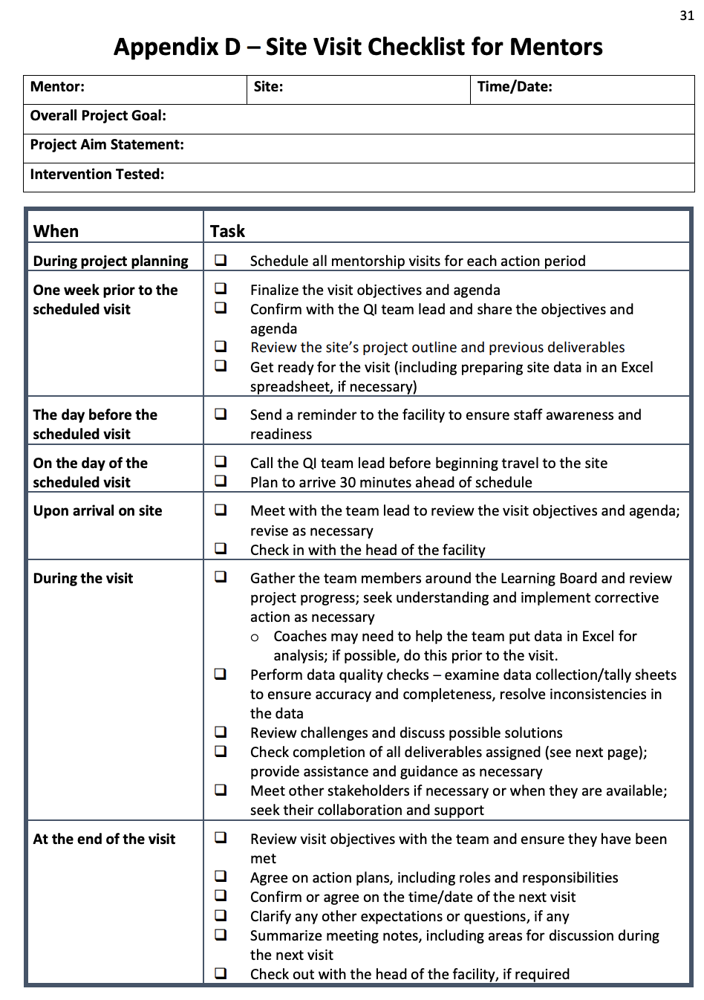 31
Appendix D – Site Visit Checklist for Mentors
Mentor: Site: Time/Date:
Overall Project Goal:
Project Aim Statement:
Intervention Tested:
When Task
During project planning ❑ Schedule all mentorship visits for each action period
One week prior to the
scheduled visit
❑ Finalize the visit objectives and agenda
❑ Confirm with the QI team lead and share the objectives and
agenda
❑ Review the site’s project outline and previous deliverables
❑ Get ready for the visit (including preparing site data in an Excel
spreadsheet, if necessary)
The day before the
scheduled visit
❑ Send a reminder to the facility to ensure staff awareness and
readiness
On the day of the
scheduled visit
❑ Call the QI team lead before beginning travel to the site
❑ Plan to arrive 30 minutes ahead of schedule
Upon arrival on site
❑ Meet with the team lead to review the visit objectives and agenda;
revise as necessary
❑ Check in with the head of the facility
During the visit
❑ Gather the team members around the Learning Board and review
project progress; seek understanding and implement corrective
action as necessary
o Coaches may need to help the team put data in Excel for
analysis; if possible, do this prior to the visit.
❑ Perform data quality checks – examine data collection/tally sheets
to ensure accuracy and completeness, resolve inconsistencies in
the data
❑ Review challenges and discuss possible solutions
❑ Check completion of all deliverables assigned (see next page);
provide assistance and guidance as necessary
❑ Meet other stakeholders if necessary or when they are available;
seek their collaboration and support
At the end of the visit
❑ Review visit objectives with the team and ensure they have been
met
❑ Agree on action plans, including roles and responsibilities
❑ Confirm or agree on the time/date of the next visit
❑ Clarify any other expectations or questions, if any
❑ Summarize meeting notes, including areas for discussion during
the next visit
❑ Check out with the head of the facility, if required